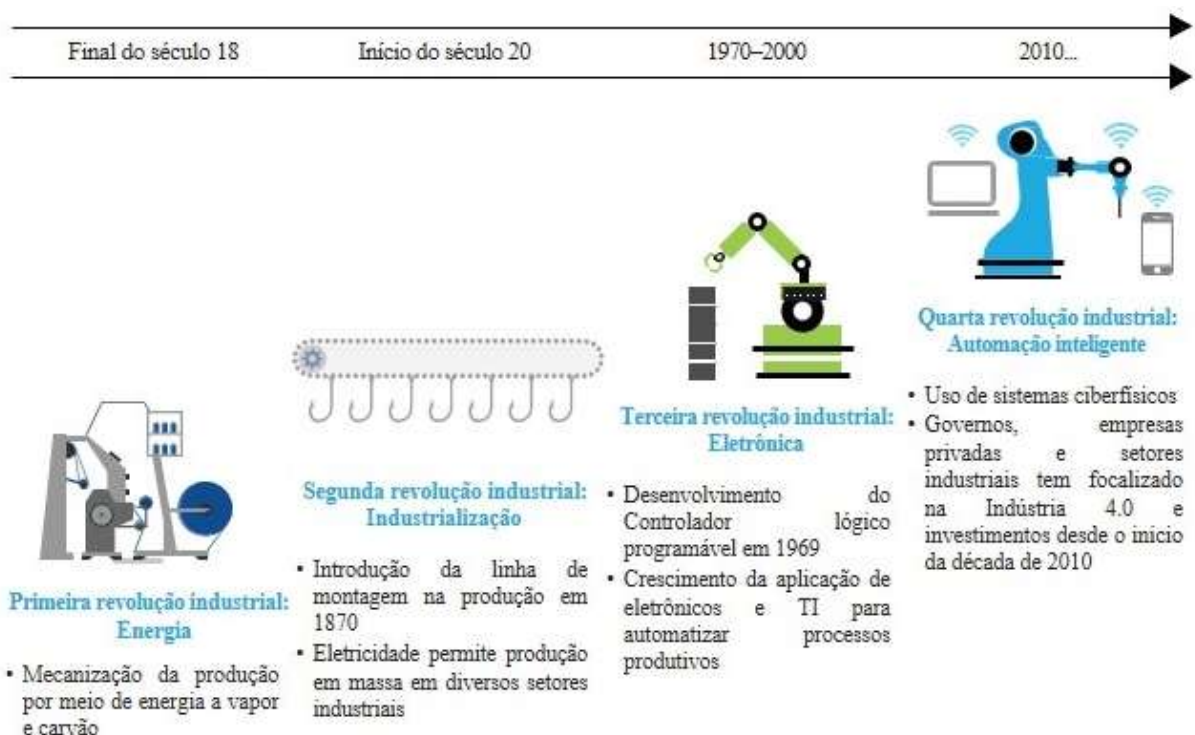 Final do século 18
Início do século 20
1970–2000
2010...
Primeira revolução industrial:
Energia
• Mecanização da produção
por meio de energia a vapor
e carvão
Segunda revolução industrial:
Industrialização
• Introdução da linha de
montagem na produção em
1870
• Eletricidade permite produção
em massa em diversos setores
industriais
Terceira revolução industrial:
Eletrônica
• Desenvolvimento do
Controlador lógico
programável em 1969
• Crescimento da aplicação de
eletrônicos e TI para
automatizar processos
produtivos
Quarta revolução industrial:
Automação inteligente
• Uso de sistemas ciberfísicos
• Governos, empresas
privadas e setores
industriais tem focalizado
na Indústria 4.0 e
investimentos desde o início
da década de 2010